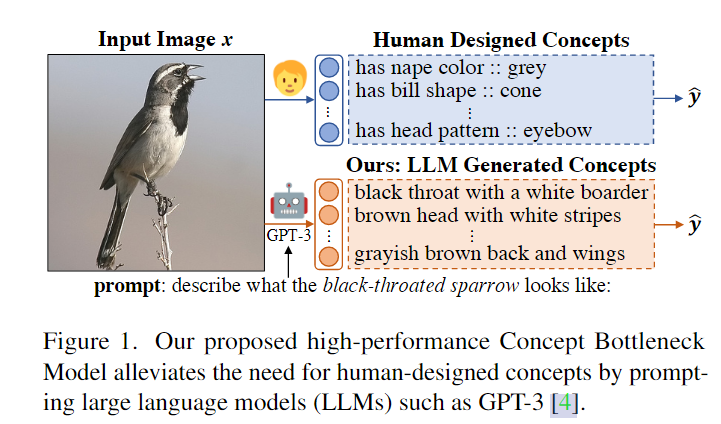 Input Image x
Human Designed Concepts
has nape color :: grey
has bill shape :: cone
⋮
has head pattern :: eyebow
ŷ
Ours: LLM Generated Concepts
GPT-3
black throat with a white boarder
brown head with white stripes
⋮
grayish brown back and wings
ŷ
prompt: describe what the black-throated sparrow looks like:
Figure 1. Our proposed high-performance Concept Bottleneck
Model alleviates the need for human-designed concepts by prompt-
ing large language models (LLMs) such as GPT-3 [4].